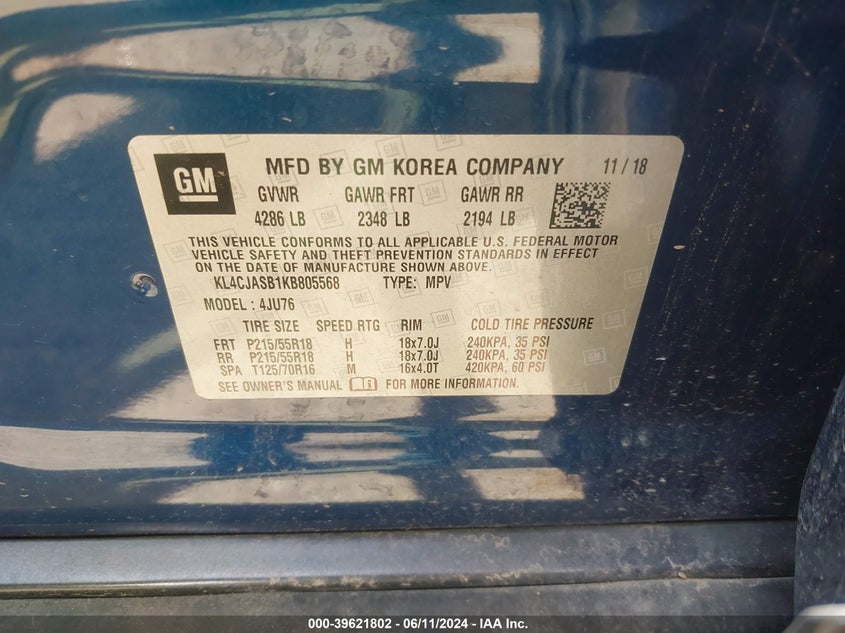 GM MFD BY GM KOREA COMPANY 11 / 18
GVWR GAWR FRT GAWR RR
4286 LB 2348 LB 2194 LB
THIS VEHICLE CONFORMS TO ALL APPLICABLE U.S. FEDERAL MOTOR
VEHICLE SAFETY AND THEFT PREVENTION STANDARDS IN EFFECT
ON THE DATE OF MANUFACTURE SHOWN ABOVE.
KL4CJASB1KB805568 TYPE: MPV
MODEL : 4JU76
TIRE SIZE SPEED RTG RIM COLD TIRE PRESSURE
FRT P215/55R18 H 18x7.0J 240KPA, 35 PSI
RR P215/55R18 H 18x7.0J 240KPA, 35 PSI
SPA T125/70R16 M 16x4.0T 420KPA, 60 PSI
SEE OWNER'S MANUAL FOR MORE INFORMATION.
000-39621802 - 06/11/2024 - IAA Inc.